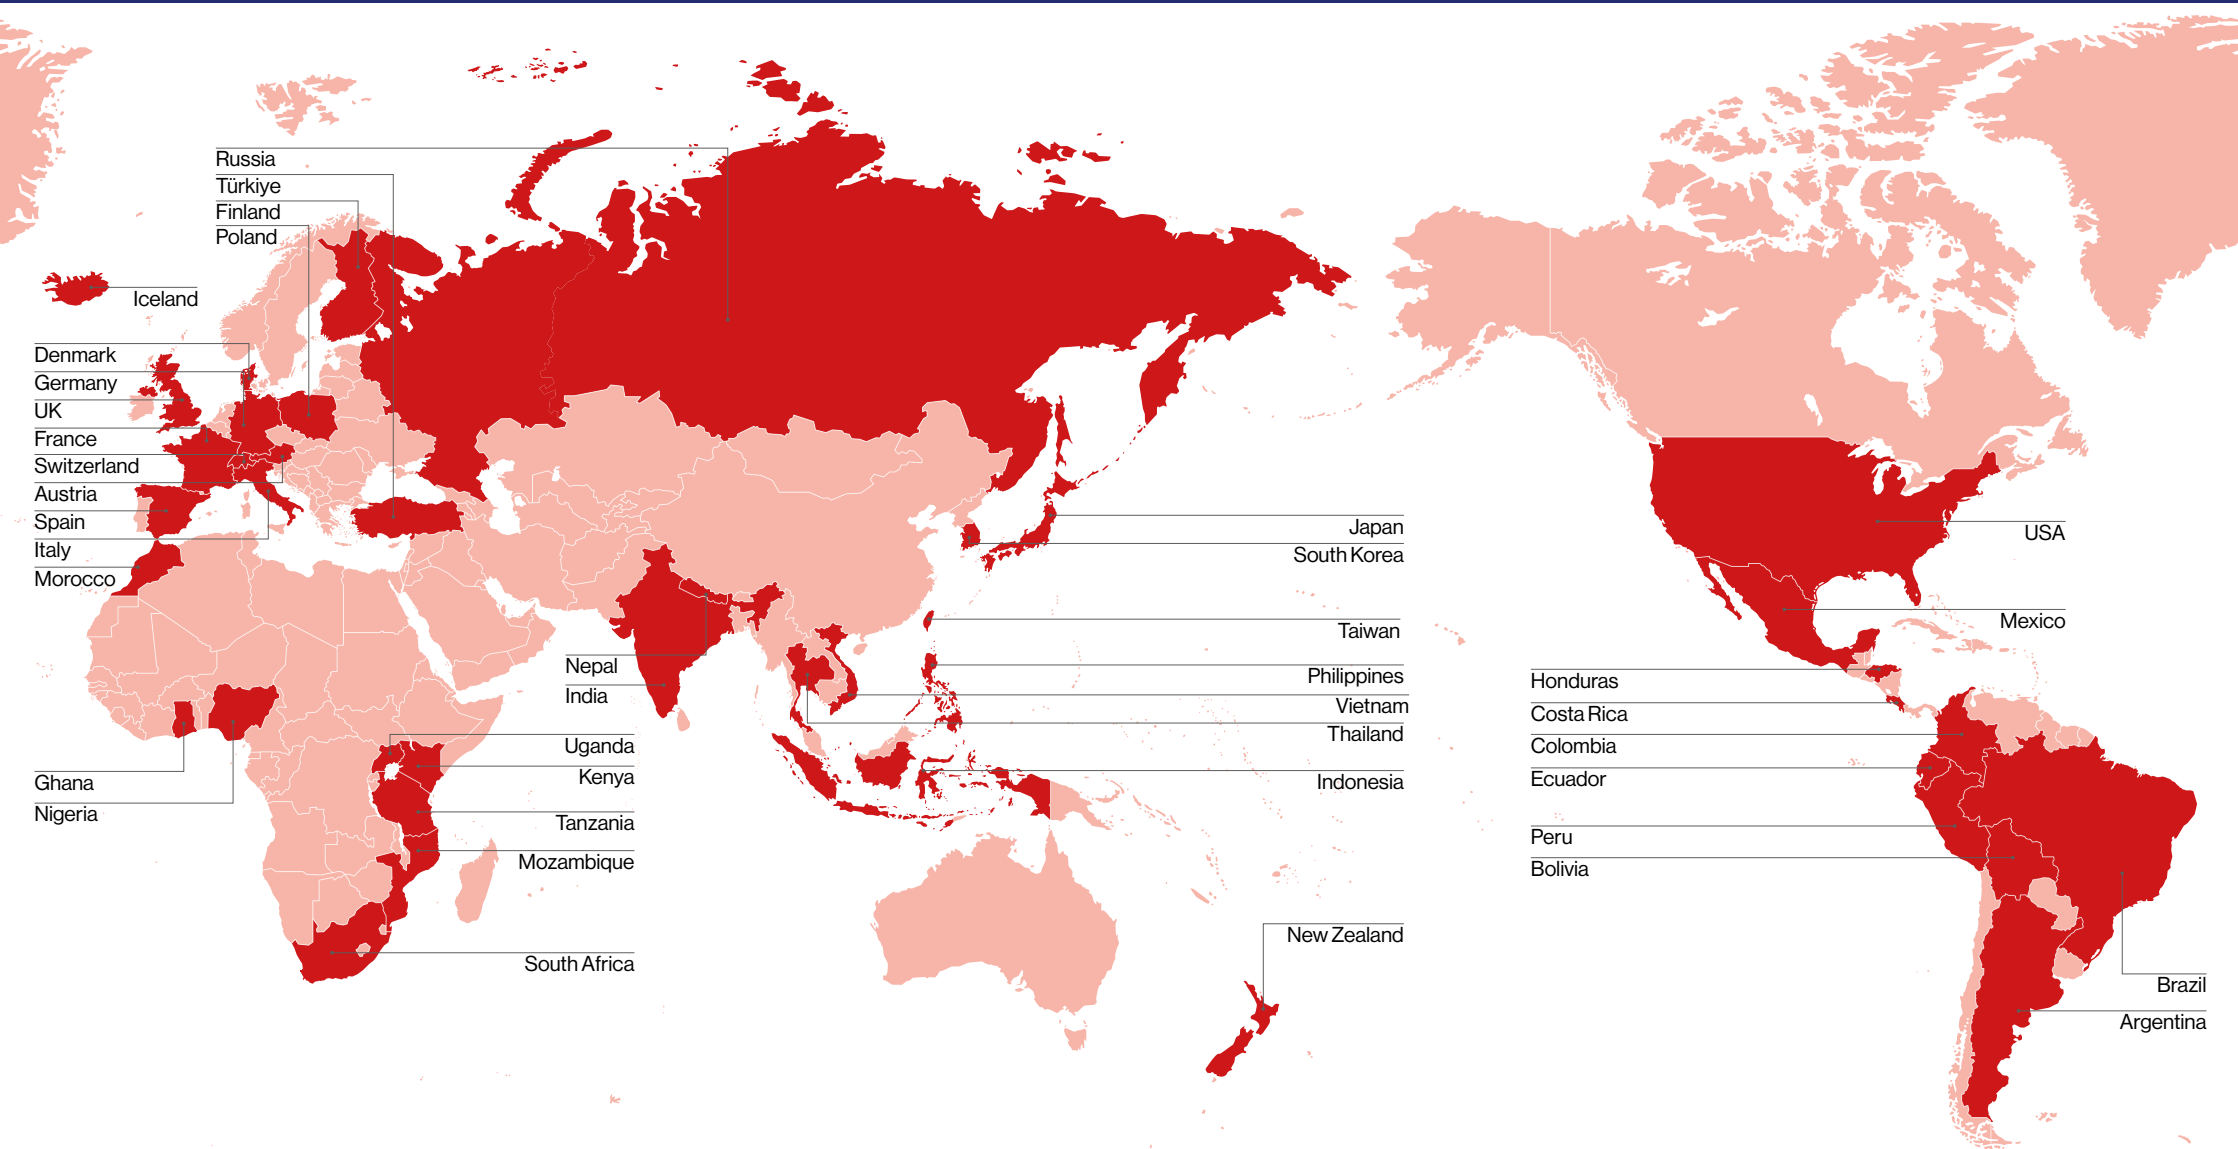 Russia
Türkiye
Finland
Poland
Iceland
Denmark
Germany
UK
France
Switzerland
Austria
Spain
Italy
Morocco
Ghana
Nigeria
Nepal
India
Uganda
Kenya
Tanzania
Mozambique
South Africa
Japan
South Korea
Taiwan
Philippines
Vietnam
Thailand
Indonesia
New Zealand
USA
Mexico
Honduras
Costa Rica
Colombia
Ecuador
Peru
Bolivia
Brazil
Argentina